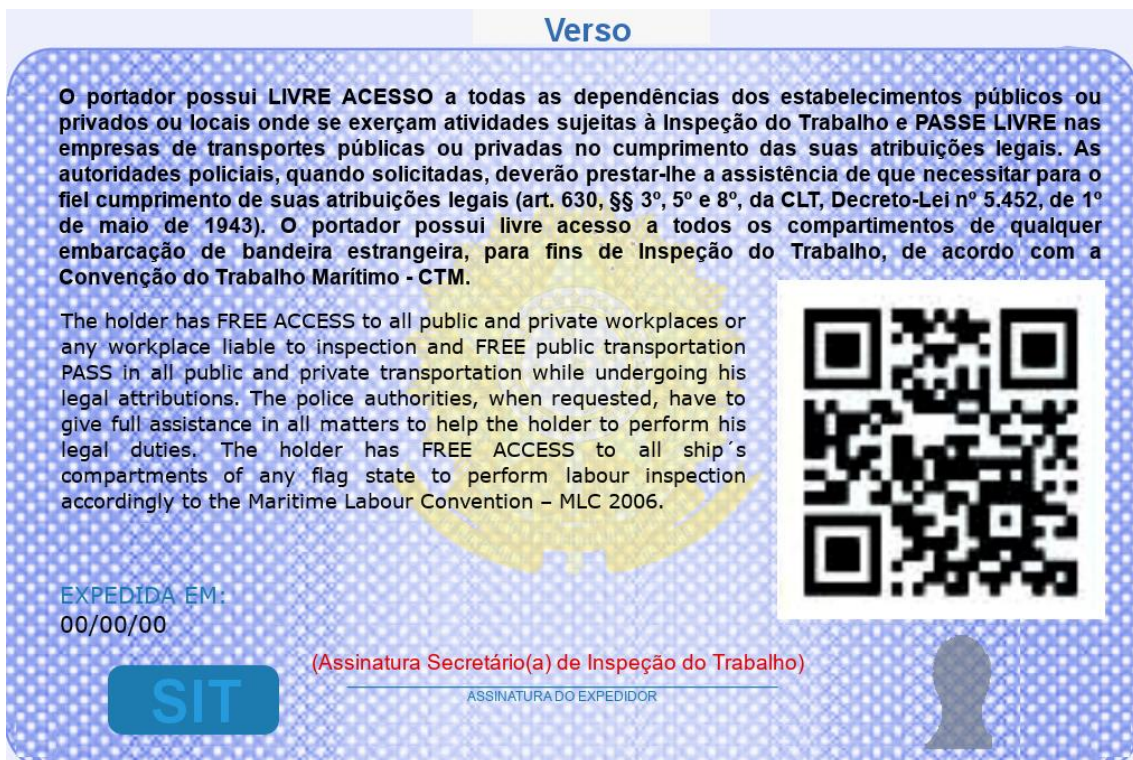 Verso
O portador possui LIVRE ACESSO a todas as dependências dos estabelecimentos públicos ou
privados ou locais onde se exerçam atividades sujeitas à Inspeção do Trabalho e PASSE LIVRE nas
empresas de transportes públicas ou privadas no cumprimento das suas atribuições legais. As
autoridades policiais, quando solicitadas, deverão prestar-lhe a assistência de que necessitar para o
fiel cumprimento de suas atribuições legais (art. 630, §§ 3º, 5º e 8º, da CLT, Decreto-Lei nº 5.452, de 1º
de maio de 1943). O portador possui livre acesso a todos os compartimentos de qualquer
embarcação de bandeira estrangeira, para fins de Inspeção do Trabalho, de acordo com a
Convenção do Trabalho Marítimo - CTM.
The holder has FREE ACCESS to all public and private workplaces or
any workplace liable to inspection and FREE public transportation
PASS in all public and private transportation while undergoing his
legal attributions. The police authorities, when requested, have to
give full assistance in all matters to help the holder to perform his
legal duties. The holder has FREE ACCESS to all ship´s
compartments of any flag state to perform labour inspection
accordingly to the Maritime Labour Convention – MLC 2006.
EXPEDIDA EM:
00/00/00
(Assinatura Secretário(a) de Inspeção do Trabalho)
ASSINATURA DO EXPEDIDOR
SIT